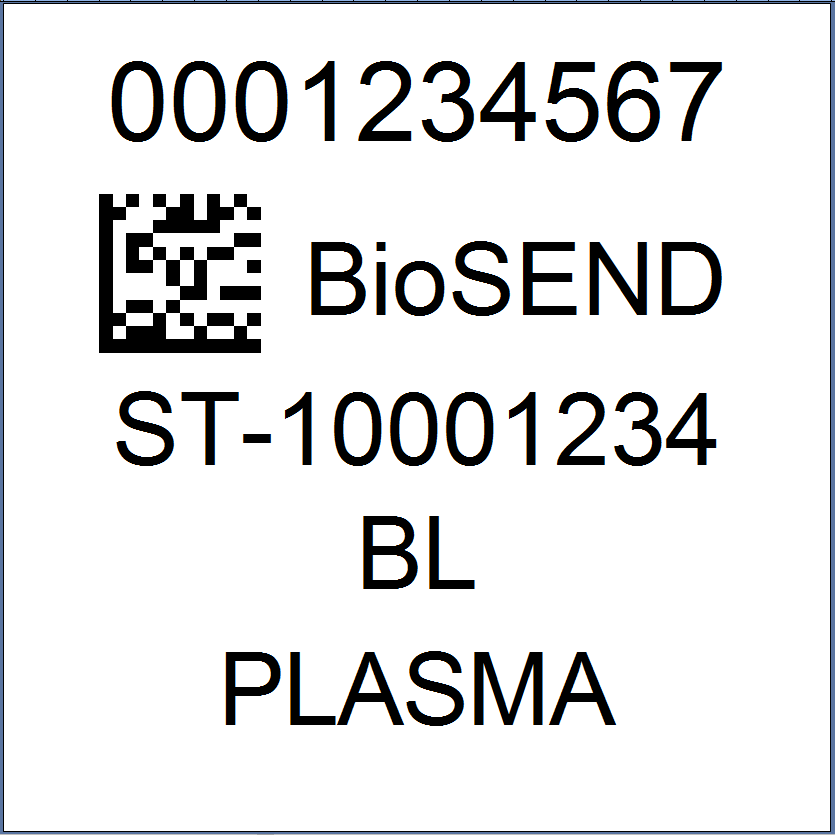 0001234567
BioSEND
ST-10001234
BL
PLASMA